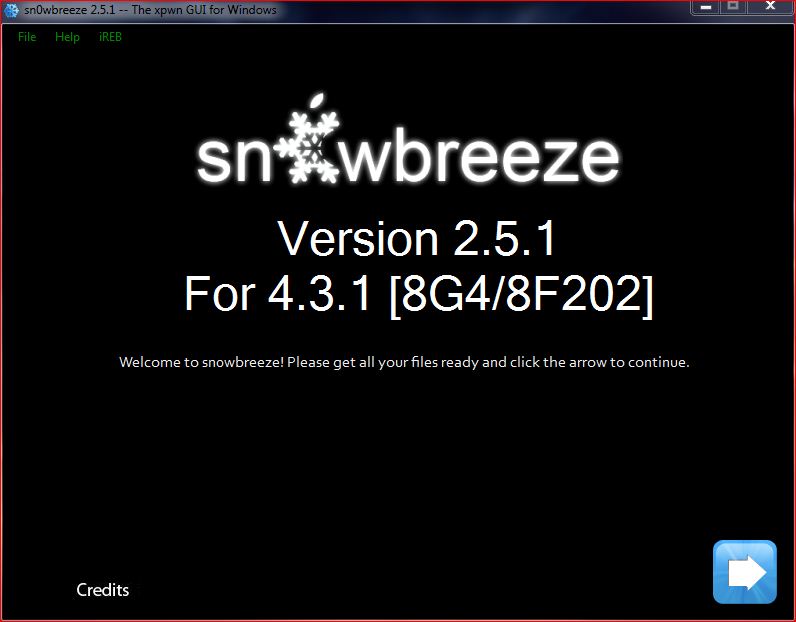 sn0wbreeze 2.5.1 -- The xpwn GUI for Windows
File Help iREB
sn0wbreeze
Version 2.5.1
For 4.3.1 [8G4/8F202]
Welcome to snowbreeze! Please get all your files ready and click the arrow to continue.
Credits